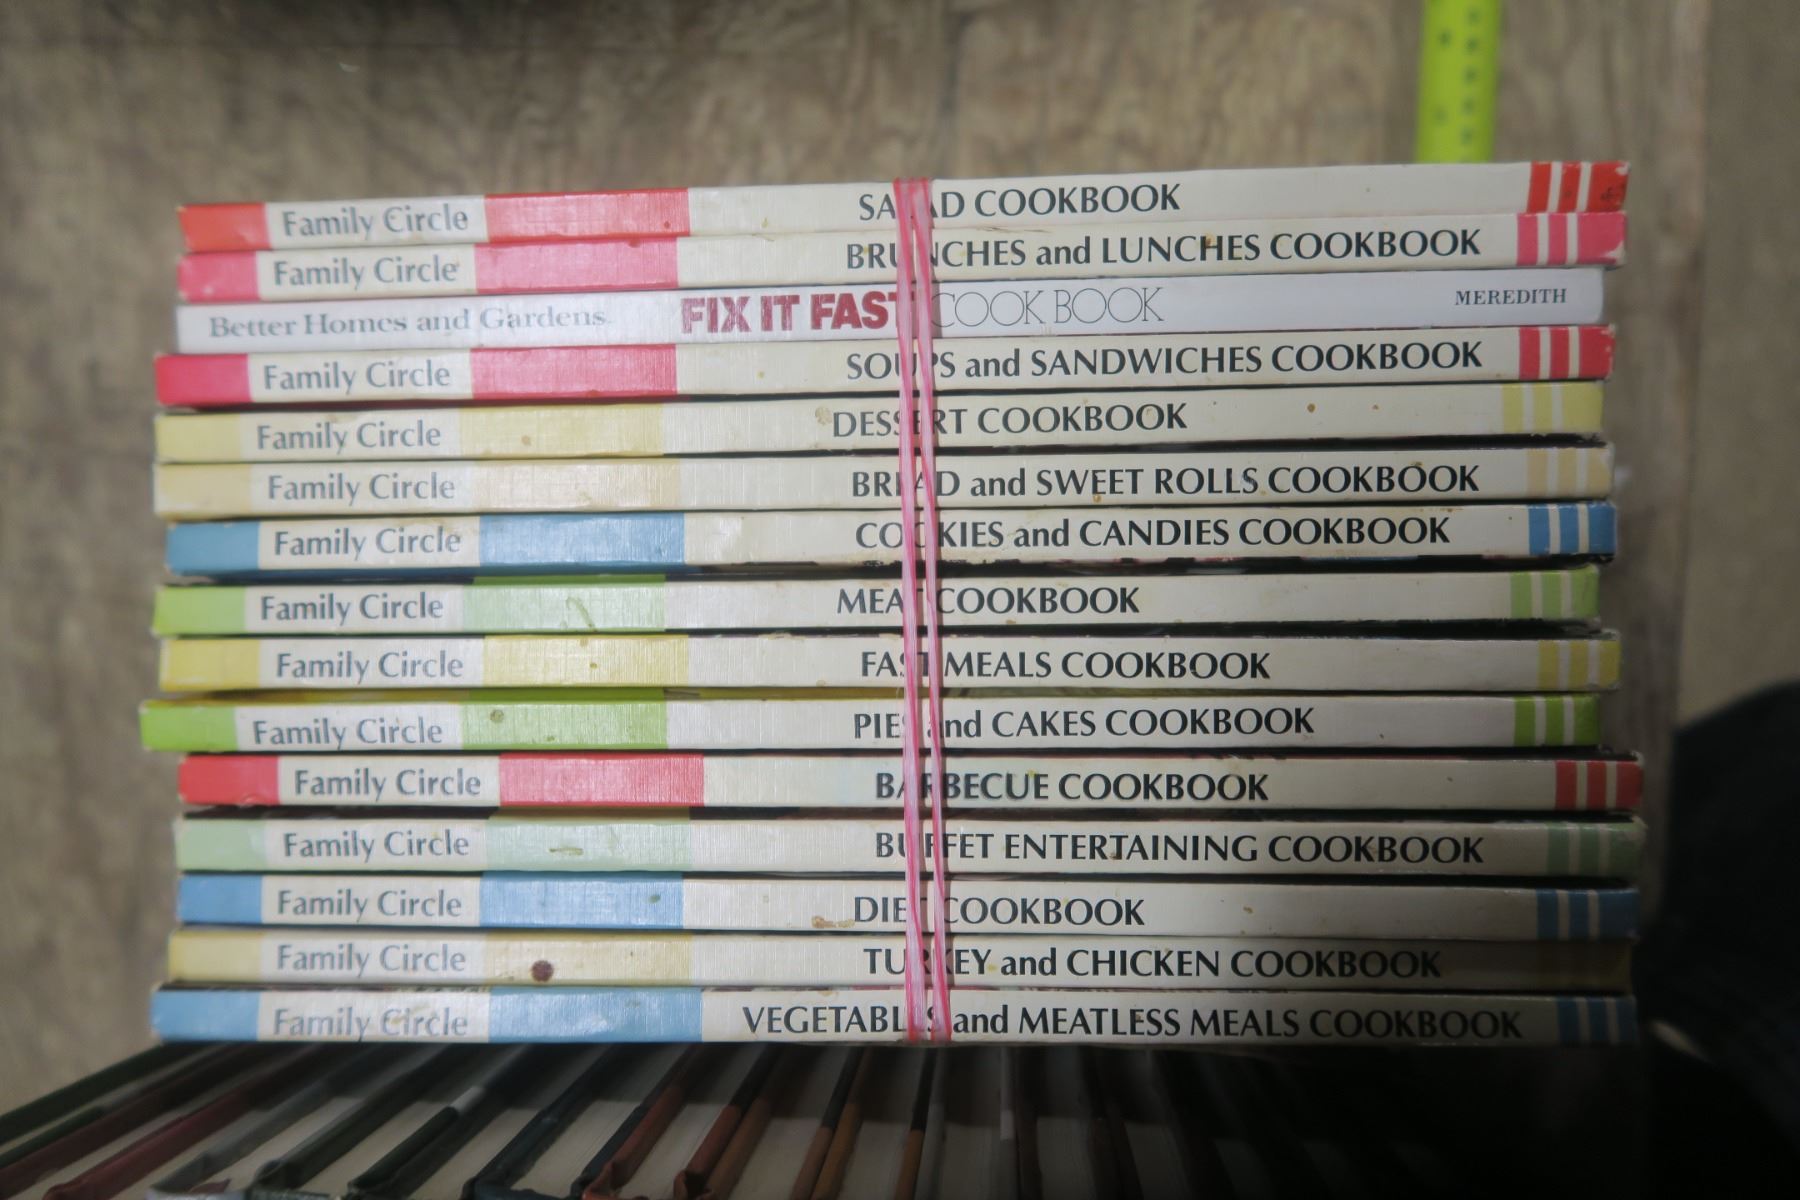 Family Circle SALAD COOKBOOK
Family Circle BRUNCHES and LUNCHES COOKBOOK
Better Homes and Gardens. FIX IT FAST COOK BOOK MEREDITH
Family Circle SOUPS and SANDWICHES COOKBOOK
Family Circle DESSERT COOKBOOK
Family Circle BREAD and SWEET ROLLS COOKBOOK
Family Circle COOKIES and CANDIES COOKBOOK
Family Circle MEAT COOKBOOK
Family Circle FAST MEALS COOKBOOK
Family Circle PIES and CAKES COOKBOOK
Family Circle BARBECUE COOKBOOK
Family Circle BUFFET ENTERTAINING COOKBOOK
Family Circle DIET COOKBOOK
Family Circle TURKEY and CHICKEN COOKBOOK
Family Circle VEGETABLES and MEATLESS MEALS COOKBOOK